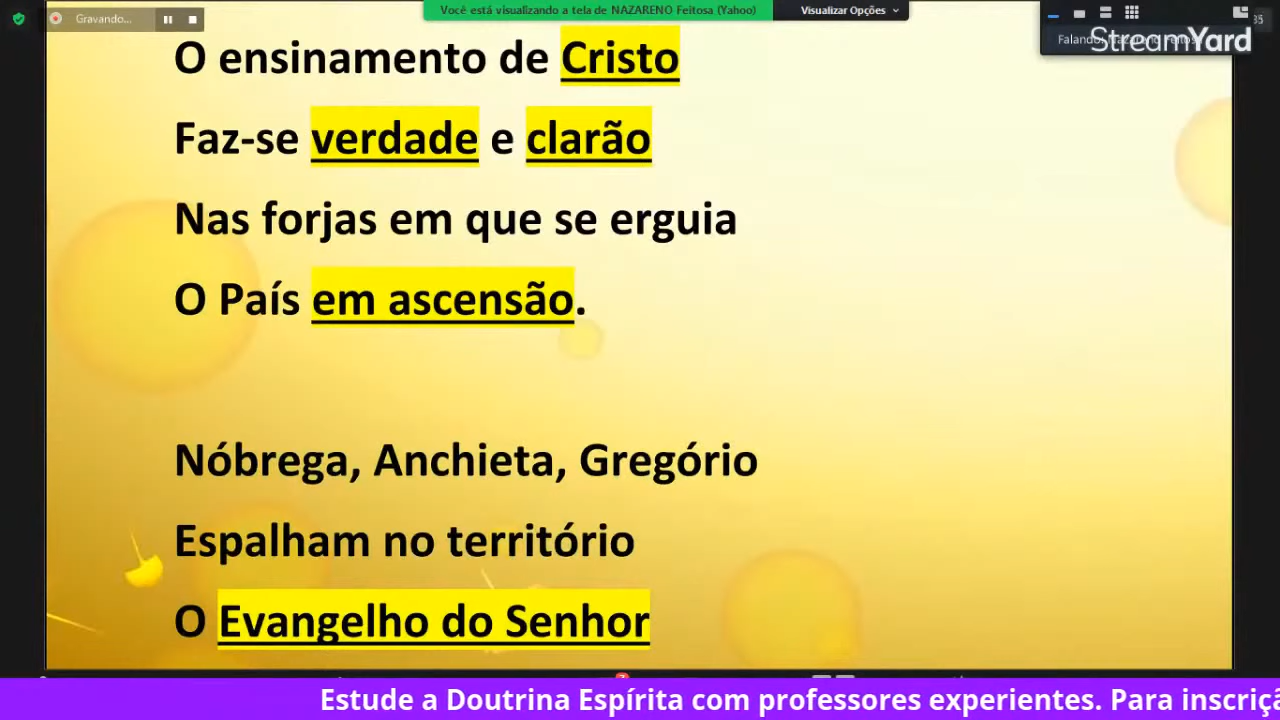 Gravando...
Você está visualizando a tela de NAZARENO Feitosa (Yahoo)
Visualizar Opções
StreamYard
O ensinamento de Cristo
Faz-se verdade e clarão
Nas forjas em que se erguia
O País em ascensão.
Nóbrega, Anchieta, Gregório
Espalham no território
O Evangelho do Senhor
Estude a Doutrina Espírita com professores experientes. Para inscriçã